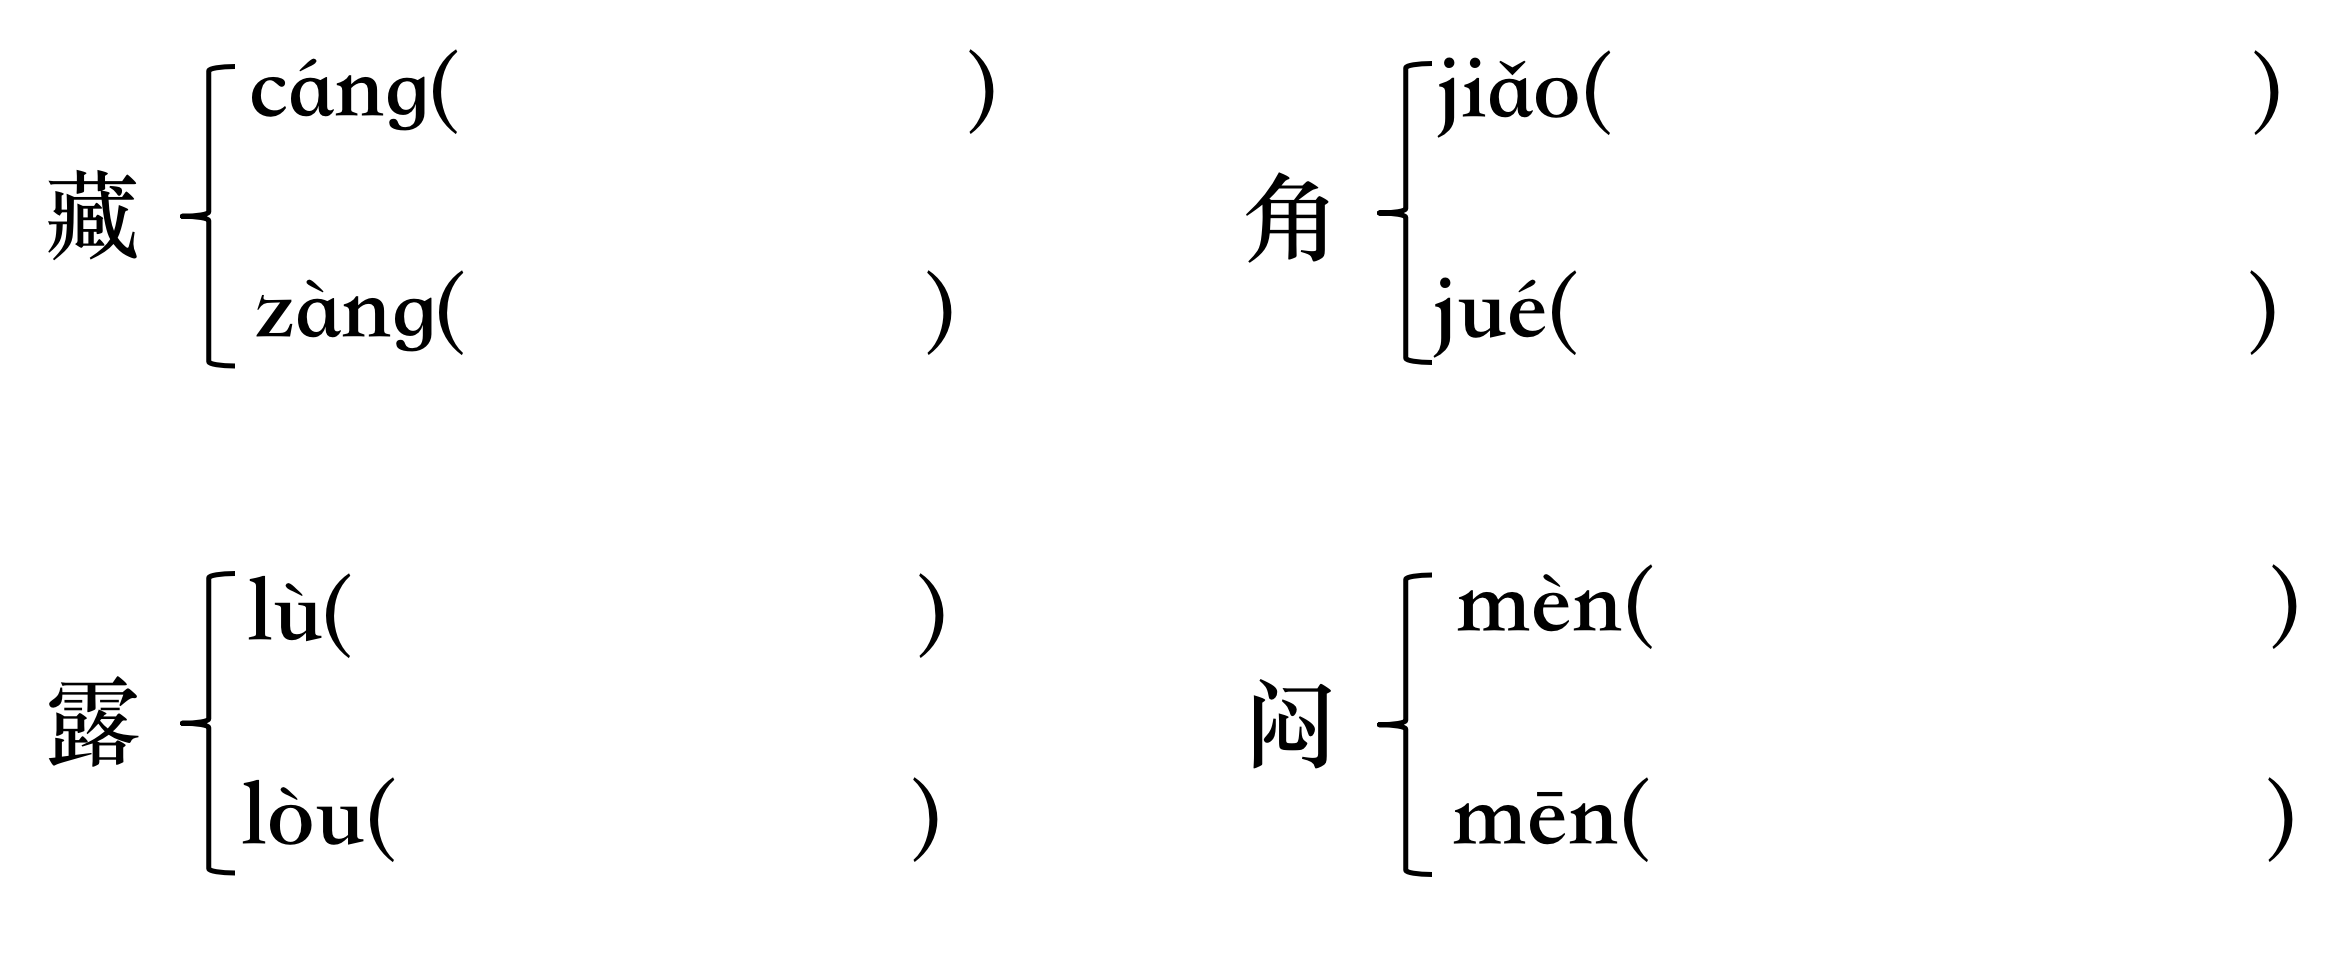 藏
cáng( )
zàng( )
角
jiǎo( )
jué( )
露
lù( )
lòu( )
闷
mèn( )
mēn( )